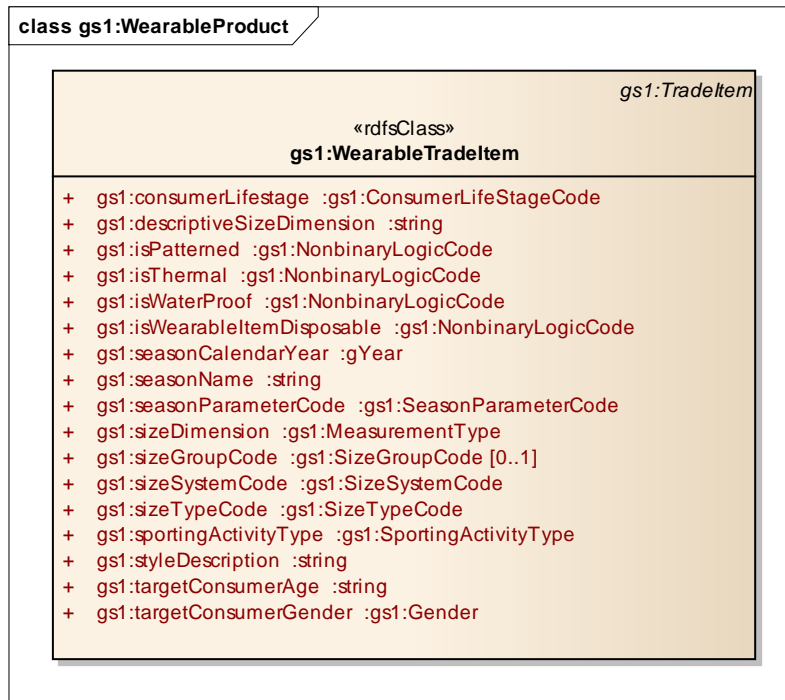 class gs1:WearableProduct
gs1:TradeItem
«rdfsClass»
gs1:WearableTradeItem
+ gs1:consumerLifestage :gs1:ConsumerLifeStageCode
+ gs1:descriptiveSizeDimension :string
+ gs1:isPatterned :gs1:NonbinaryLogicCode
+ gs1:isThermal :gs1:NonbinaryLogicCode
+ gs1:isWaterProof :gs1:NonbinaryLogicCode
+ gs1:isWearableItemDisposable :gs1:NonbinaryLogicCode
+ gs1:seasonCalendarYear :gYear
+ gs1:seasonName :string
+ gs1:seasonParameterCode :gs1:SeasonParameterCode
+ gs1:sizeDimension :gs1:MeasurementType
+ gs1:sizeGroupCode :gs1:SizeGroupCode [0..1]
+ gs1:sizeSystemCode :gs1:SizeSystemCode
+ gs1:sizeTypeCode :gs1:SizeTypeCode
+ gs1:sportingActivityType :gs1:SportingActivityType
+ gs1:styleDescription :string
+ gs1:targetConsumerAge :string
+ gs1:targetConsumerGender :gs1:Gender